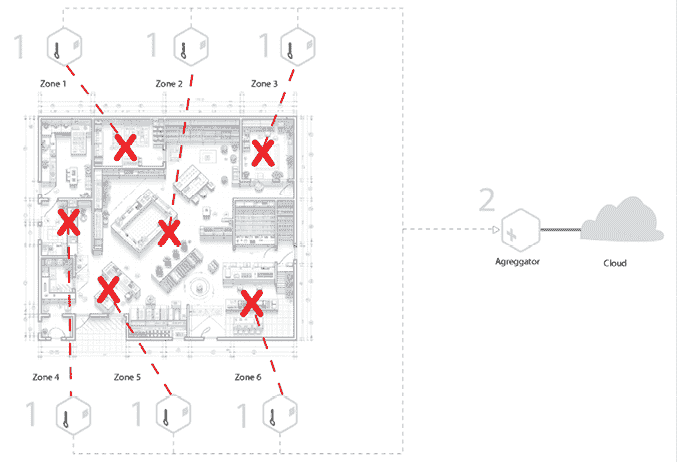 1
1
1
Zone 1
Zone 2
Zone 3
2
Agreggator
Cloud
Zone 4
Zone 5
Zone 6
1
1
1